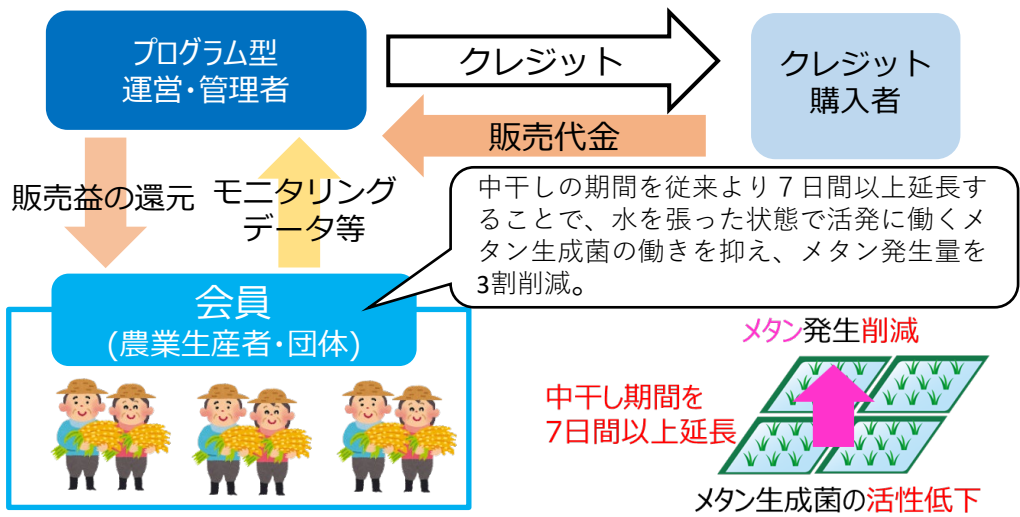 プログラム型
運営・管理者
クレジット
クレジット
購入者
販売代金
販売益の還元
モニタリング
データ等
中干しの期間を従来より７日間以上延長す
ることで、水を張った状態で活発に働くメ
タン生成菌の働きを抑え、メタン発生量を
3割削減。
会員
(農業生産者・団体)
メタン発生削減
中干し期間を
7日間以上延長
メタン生成菌の活性低下